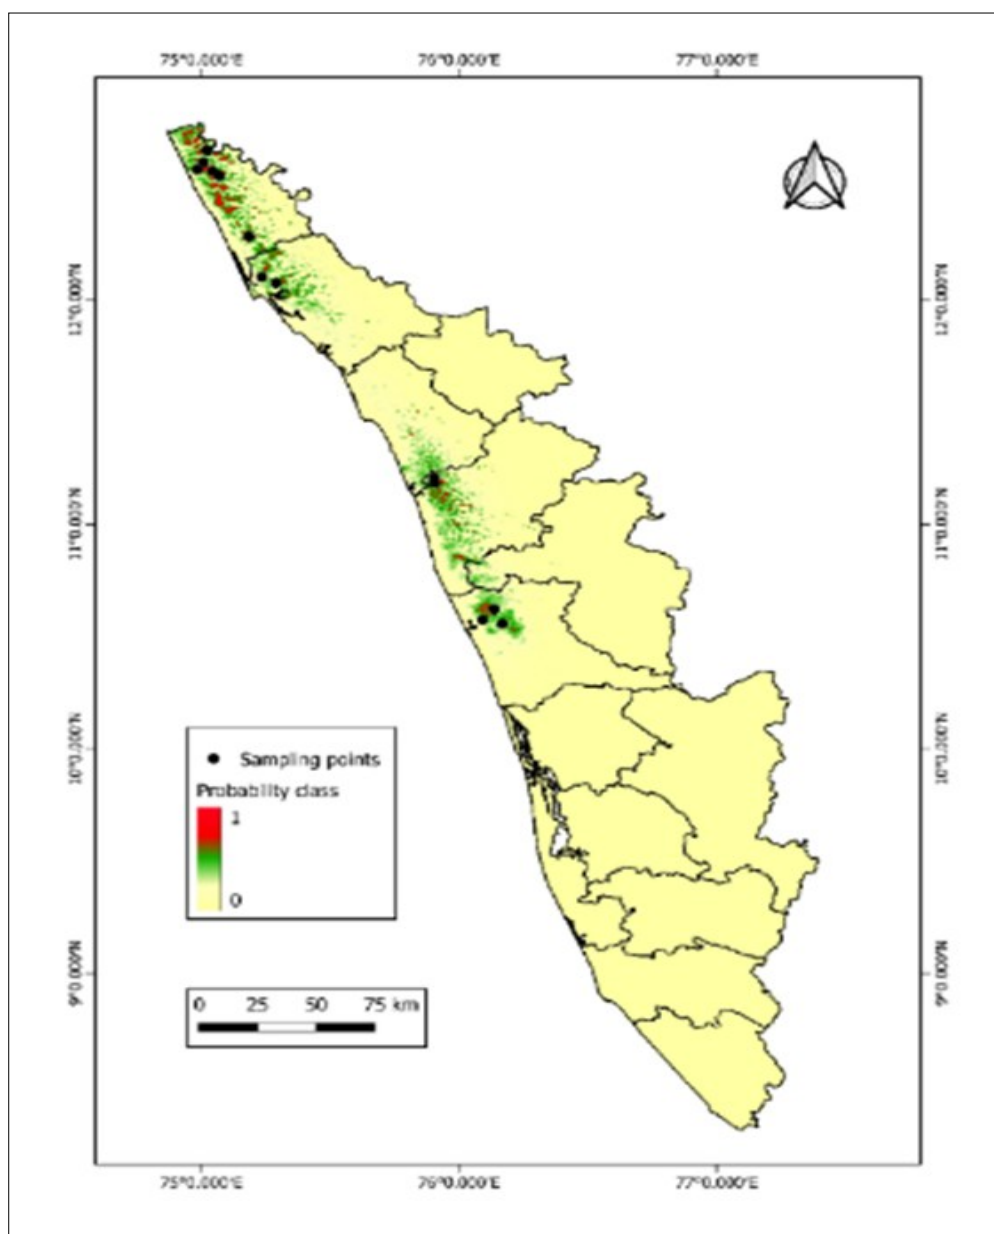 75°0.000'E 76°0.000'E 77°0.000'E
12°0.000'N 12°0.000'N
11°0.000'N 11°0.000'N
10°0.000'N 10°0.000'N
9°0.000'N 9°0.000'N
Sampling points
Probability class
1
0
0 25 50 75 km
75°0.000'E 76°0.000'E 77°0.000'E